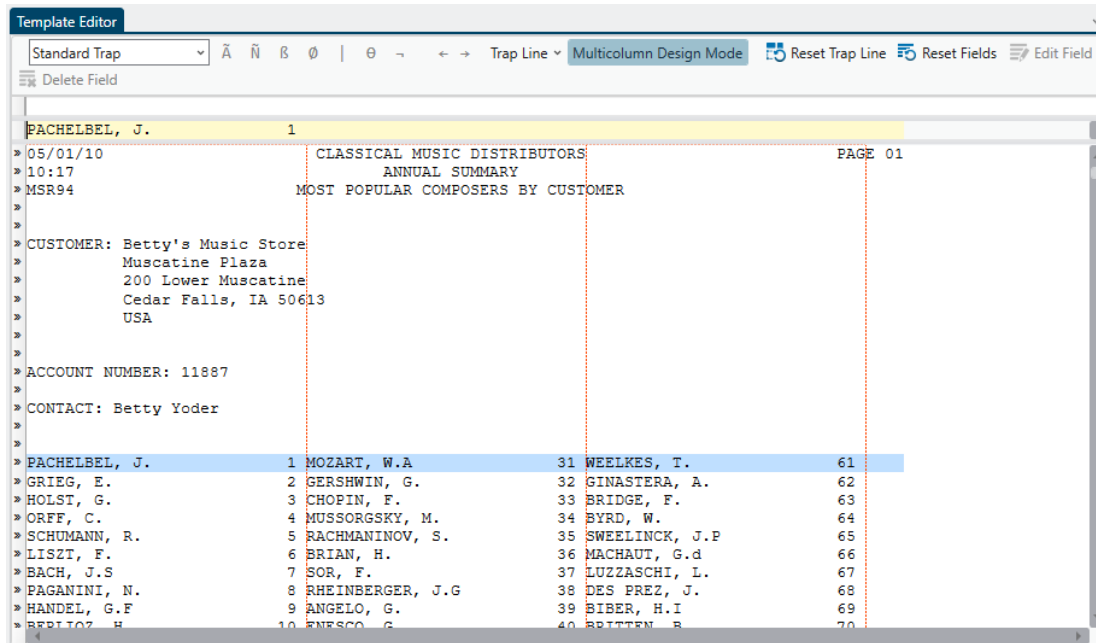 Template Editor
Standard Trap Ã Ñ ß Ø | Θ ¬ ← → Trap Line Multicolumn Design Mode Reset Trap Line Reset Fields Edit Field
Delete Field
PACHELBEL, J. 1
05/01/10 CLASSICAL MUSIC DISTRIBUTORS PAGE 01
10:17 ANNUAL SUMMARY
MSR94 MOST POPULAR COMPOSERS BY CUSTOMER
CUSTOMER: Betty's Music Store
Muscatine Plaza
200 Lower Muscatine
Cedar Falls, IA 50613
USA
ACCOUNT NUMBER: 11887
CONTACT: Betty Yoder
PACHELBEL, J. 1 MOZART, W.A 31 WEELKES, T. 61
GRIEG, E. 2 GERSHWIN, G. 32 GINASTERA, A. 62
HOLST, G. 3 CHOPIN, F. 33 BRIDGE, F. 63
ORFF, C. 4 MUSSORGSKY, M. 34 BYRD, W. 64
SCHUMANN, R. 5 RACHMANINOV, S. 35 SWEELINCK, J.P 65
LISZT, F. 6 BRIAN, H. 36 MACHAUT, G.d 66
BACH, J.S 7 SOR, F. 37 LUZZASCHI, L. 67
PAGANINI, N. 8 RHEINBERGER, J.G 38 DES PREZ, J. 68
HANDEL, G.F 9 ANGELO, G. 39 BIBER, H.I 69
BERLIOZ, H. 10 ENESCO, G. 40 BRITTEN, B. 70